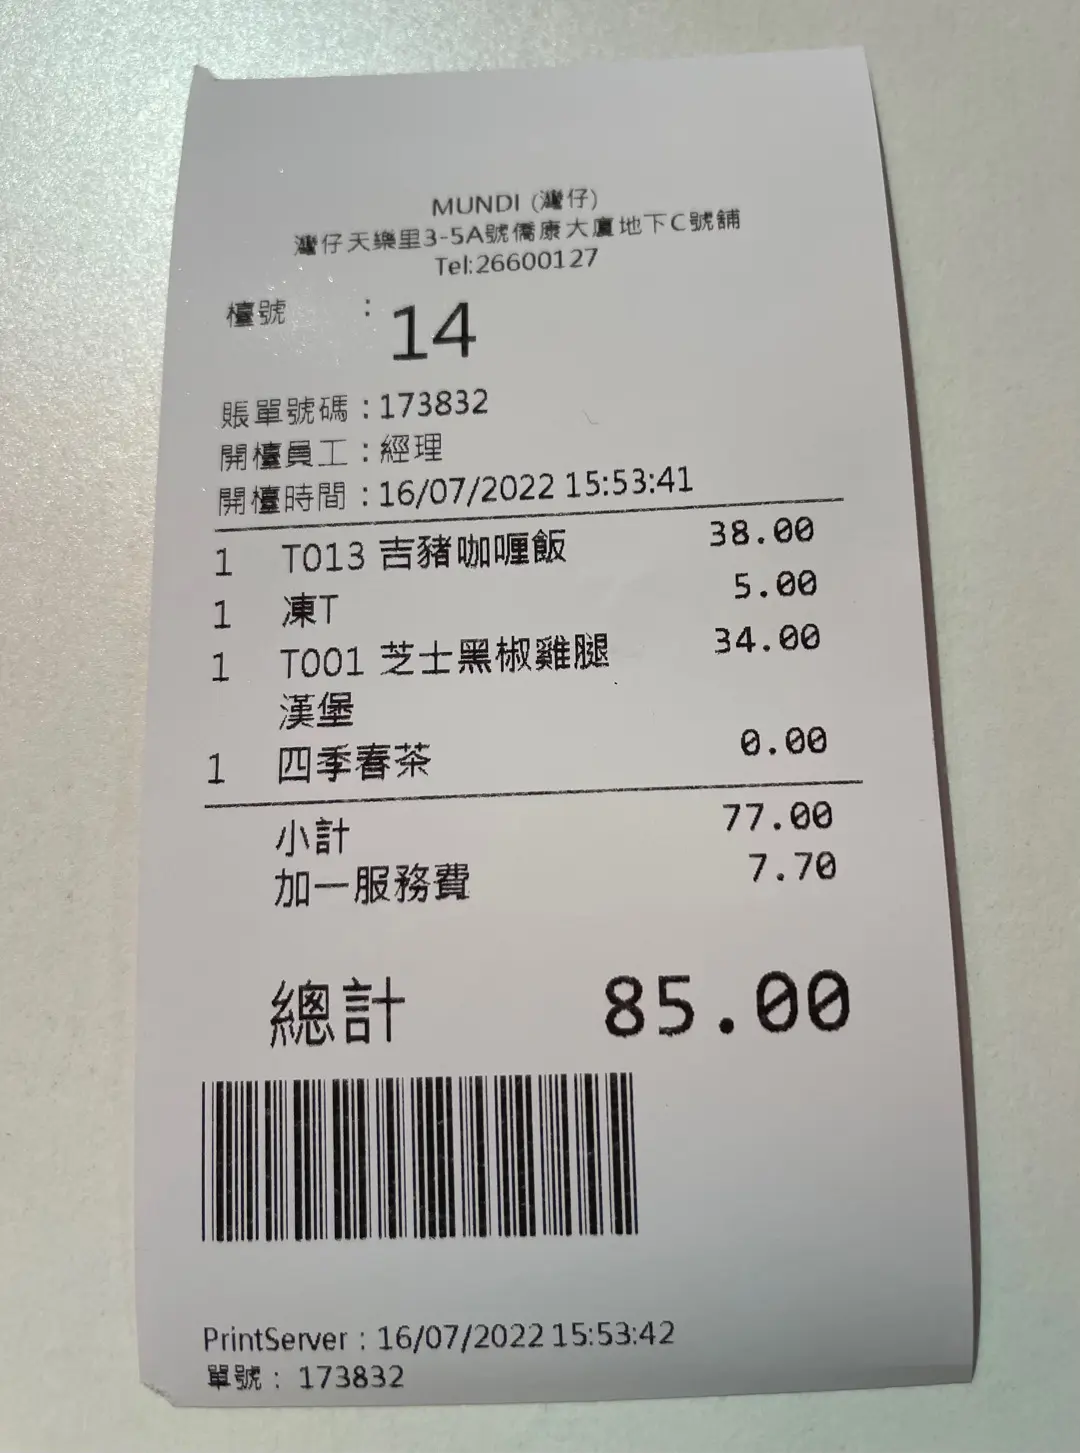 MUNDI (灣仔)
灣仔天樂里3-5A號僑康大廈地下C號舖
Tel:26600127
檯號 : 14
賬單號碼 : 173832
開檯員工 : 經理
開檯時間 : 16/07/2022 15:53:41
1 T013 吉豬咖喱飯 38.00
1 凍T 5.00
1 T001 芝士黑椒雞腿 34.00
漢堡
1 四季春茶 0.00
小計 77.00
加一服務費 7.70
總計 85.00
PrintServer : 16/07/2022 15:53:42
單號 : 173832